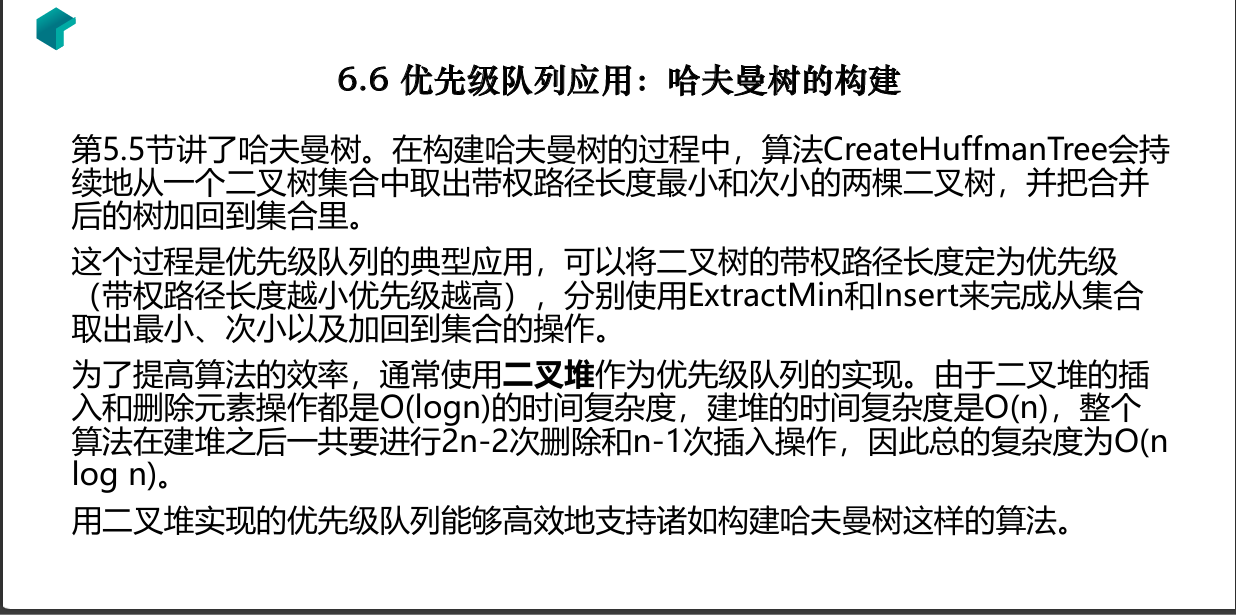 6.6 优先级队列应用：哈夫曼树的构建
第5.5节讲了哈夫曼树。在构建哈夫曼树的过程中，算法CreateHuffmanTree会持
续地从一个二叉树集合中取出带权路径长度最小和次小的两棵二叉树，并把合并
后的树加回到集合里。
这个过程是优先级队列的典型应用，可以将二叉树的带权路径长度定为优先级
（带权路径长度越小优先级越高），分别使用ExtractMin和Insert来完成从集合
取出最小、次小以及加回到集合的操作。
为了提高算法的效率，通常使用二叉堆作为优先级队列的实现。由于二叉堆的插
入和删除元素操作都是O(logn)的时间复杂度，建堆的时间复杂度是O(n)，整个
算法在建堆之后一共要进行2n-2次删除和n-1次插入操作，因此总的复杂度为O(n
log n)。
用二叉堆实现的优先级队列能够高效地支持诸如构建哈夫曼树这样的算法。